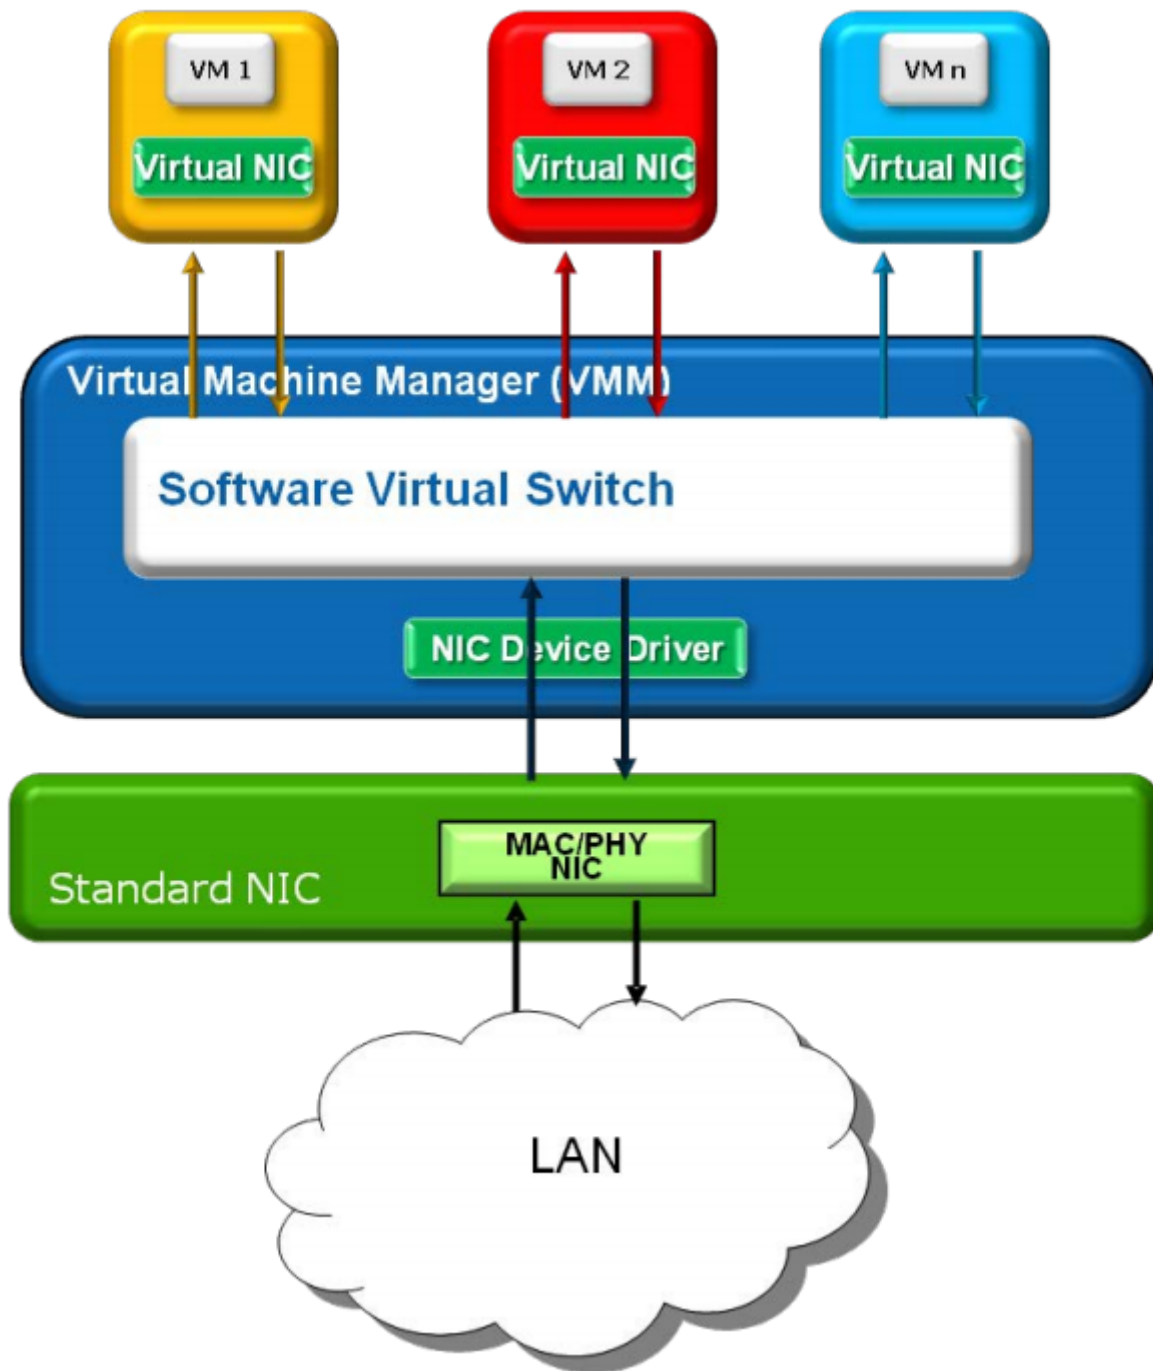 VM 1
VM 2
VM n
Virtual NIC
Virtual NIC
Virtual NIC
Virtual Machine Manager (VMM)
Software Virtual Switch
NIC Device Driver
MAC/PHY
NIC
Standard NIC
LAN